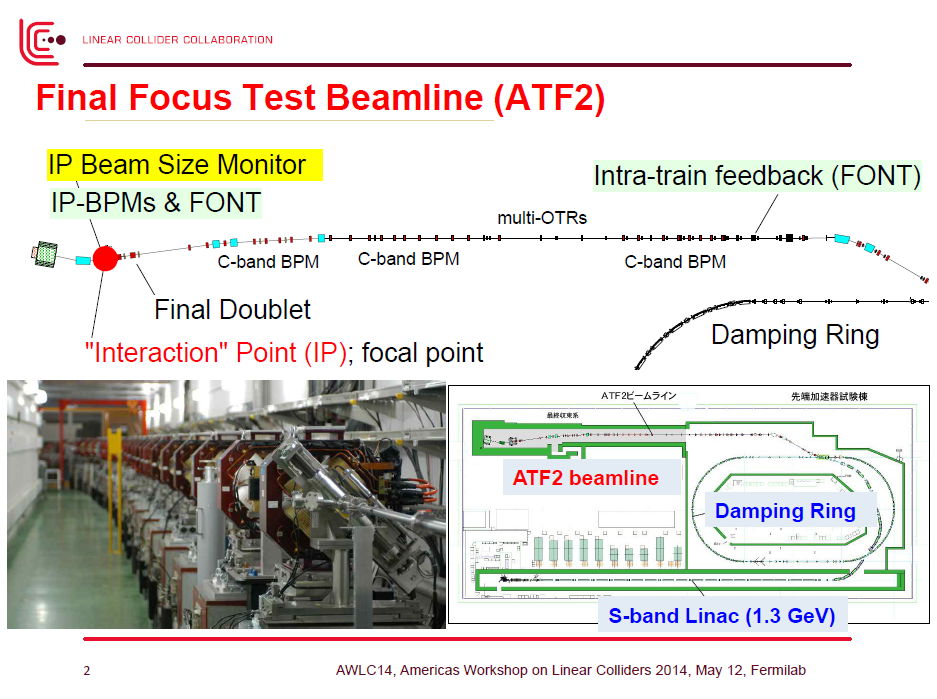 LINEAR COLLIDER COLLABORATION
Final Focus Test Beamline (ATF2)
IP Beam Size Monitor
IP-BPMs & FONT
Intra-train feedback (FONT)
multi-OTRs
C-band BPM
C-band BPM
C-band BPM
Final Doublet
Damping Ring
"Interaction" Point (IP); focal point
ATF2ビームライン
先端加速器試験棟
最終収束系
ATF2 beamline
Damping Ring
S-band Linac (1.3 GeV)
2
AWLC14, Americas Workshop on Linear Colliders 2014, May 12, Fermilab